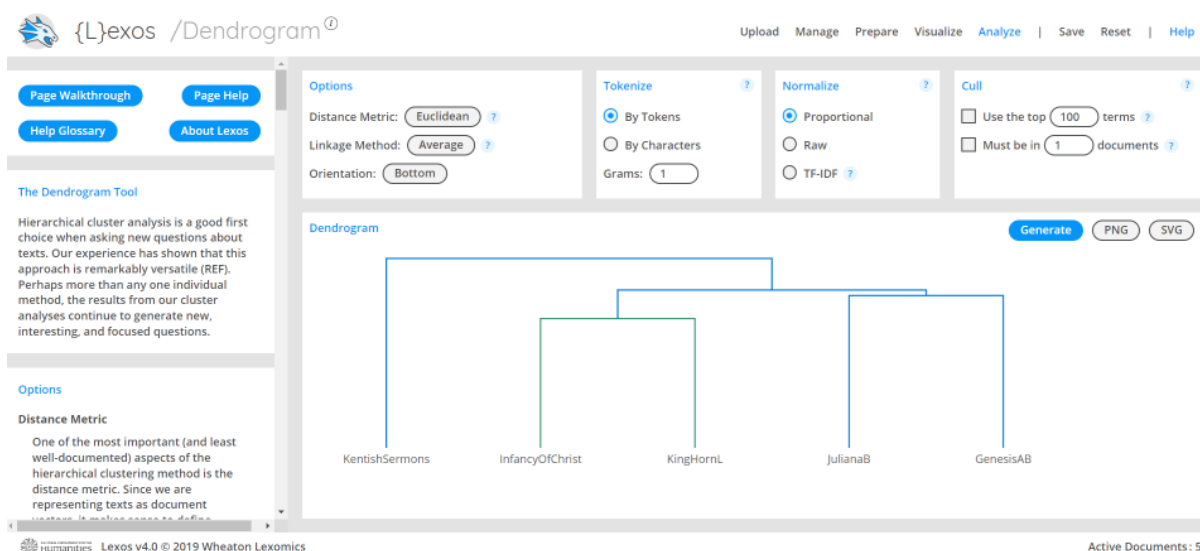 {L}exos /Dendrogram i
Upload Manage Prepare Visualize Analyze | Save Reset | Help
Page Walkthrough Page Help
Help Glossary About Lexos
The Dendrogram Tool
Hierarchical cluster analysis is a good first
choice when asking new questions about
texts. Our experience has shown that this
approach is remarkably versatile (REF).
Perhaps more than any one individual
method, the results from our cluster
analyses continue to generate new,
interesting, and focused questions.
Options
Distance Metric
One of the most important (and least
well-documented) aspects of the
hierarchical clustering method is the
distance metric. Since we are
representing texts as document
Options
Distance Metric: Euclidean ?
Linkage Method: Average ?
Orientation: Bottom
Tokenize ?
By Tokens
By Characters
Grams: 1
Normalize ?
Proportional
Raw
TF-IDF ?
Cull ?
Use the top 100 terms ?
Must be in 1 documents ?
Dendrogram
Generate PNG SVG
KentishSermons InfancyOfChrist KingHornL JulianaB GenesisAB
Humanities Lexos v4.0 © 2019 Wheaton Lexomics
Active Documents: 5